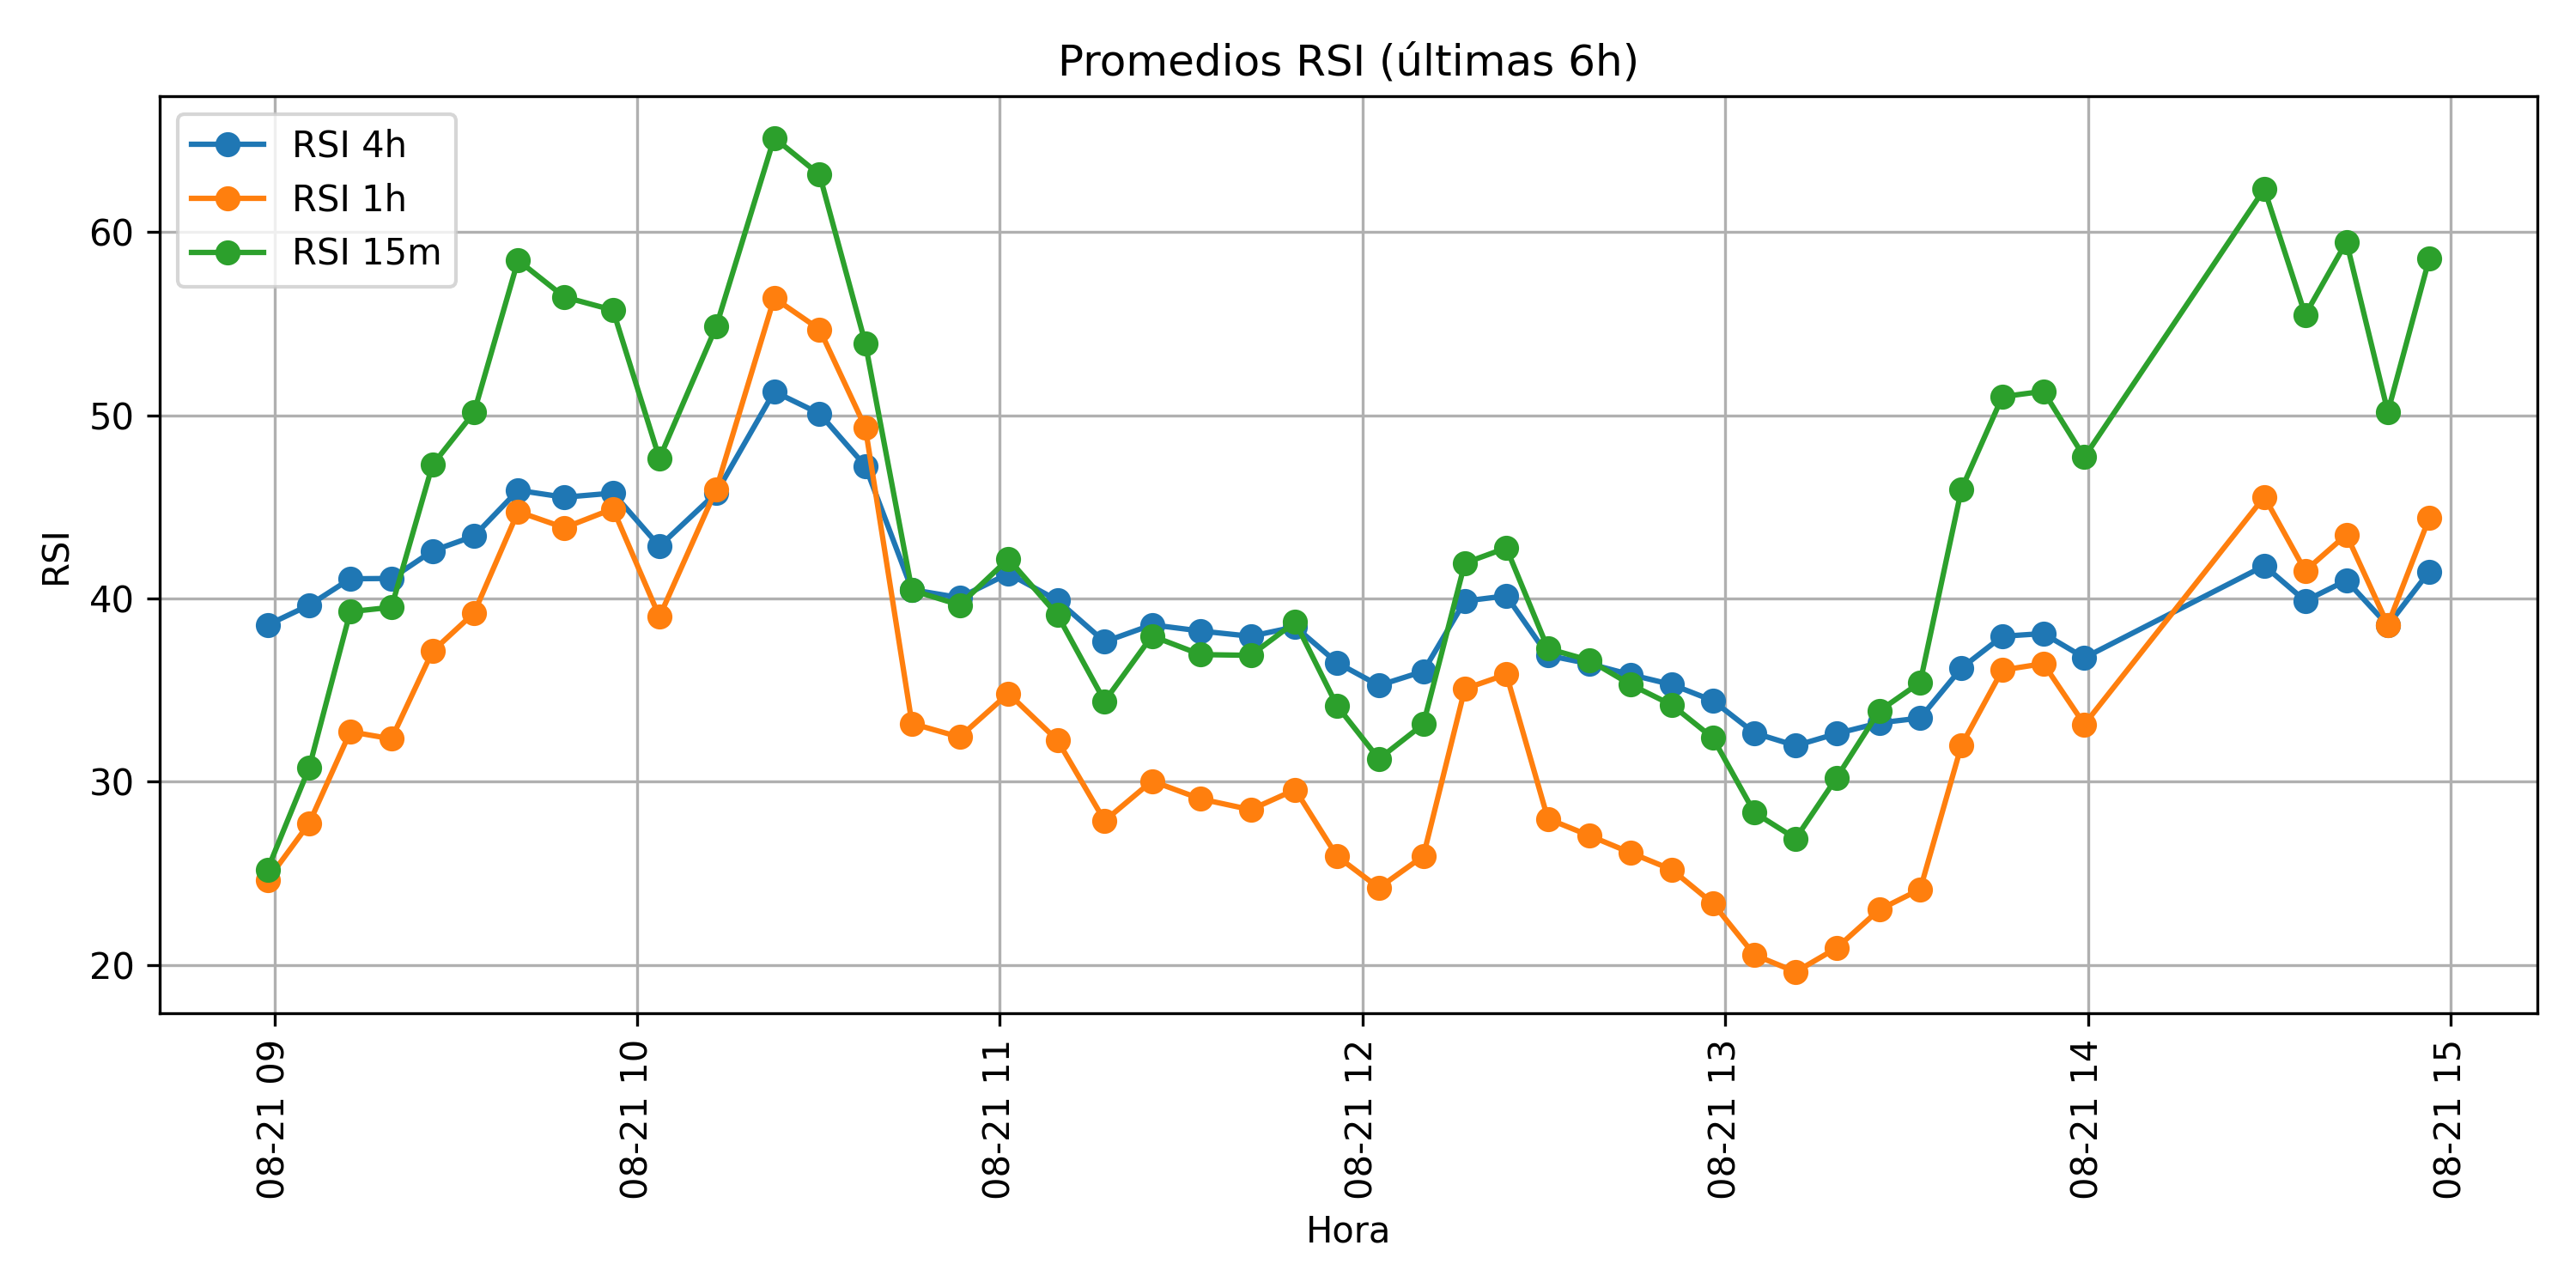 Promedios RSI (últimas 6h)
RSI 4h
RSI 1h
RSI 15m
60
50
40
30
20
RSI
08-21 09
08-21 10
08-21 11
08-21 12
08-21 13
08-21 14
08-21 15
Hora